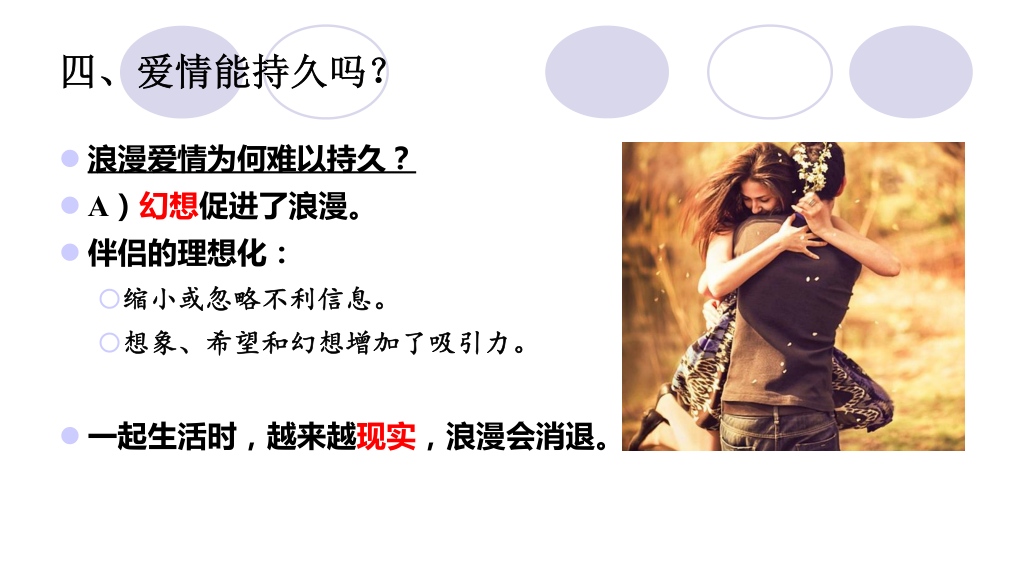 四、爱情能持久吗？
浪漫爱情为何难以持久？
A）幻想促进了浪漫。
伴侣的理想化：
缩小或忽略不利信息。
想象、希望和幻想增加了吸引力。
一起生活时，越来越现实，浪漫会消退。